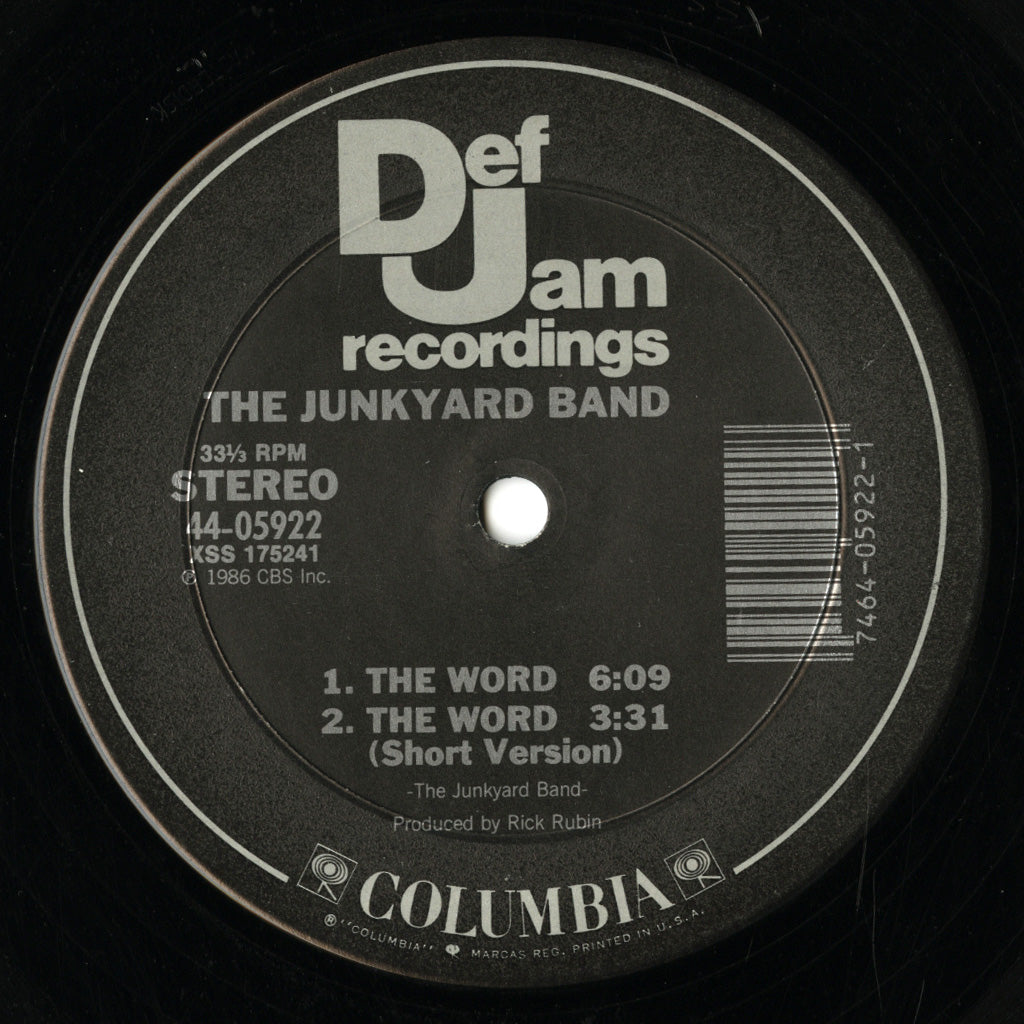 Def
Jam
recordings
THE JUNKYARD BAND
33⅓ RPM
STEREO
44-05922
XSS 175241
℗ 1986 CBS Inc.
7464-05922-1
1. THE WORD 6:09
2. THE WORD 3:31
(Short Version)
-The Junkyard Band-
Produced by Rick Rubin
COLUMBIA
® "COLUMBIA" MARCAS REG. PRINTED IN U.S.A.